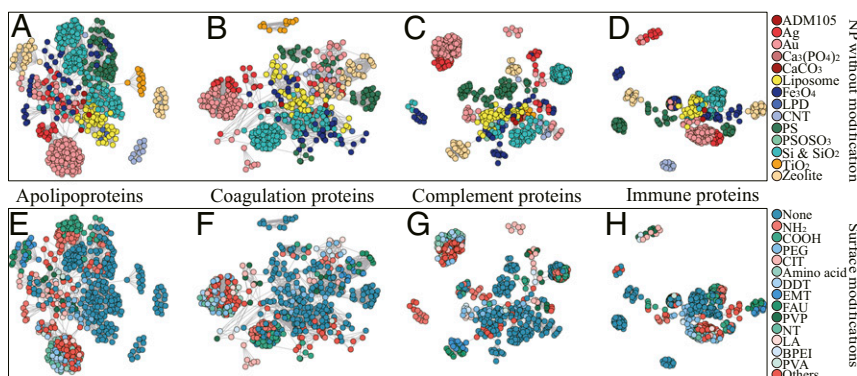 A B C D
ADM105
Ag
Au
Ca₃(PO₄)₂
CaCO₃
Liposome
Fe₃O₄
LPD
CNT
PS
PSOSO₃
Si & SiO₂
TiO₂
Zeolite
NP without modification
Apolipoproteins Coagulation proteins Complement proteins Immune proteins
E F G H
None
NH₂
COOH
PEG
CIT
Amino acid
DDT
EMT
FAU
PVP
NT
LA
BPEI
PVA
Others
Surface modifications